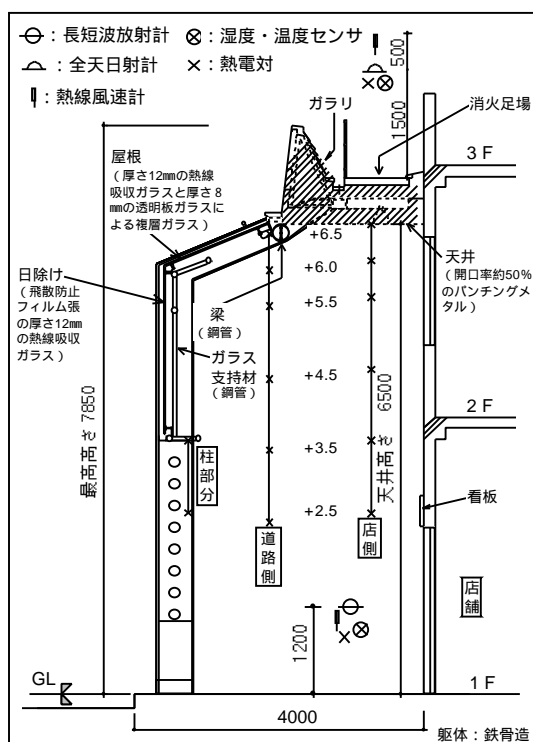 ：長短波放射計
：湿度・温度センサ
：全天日射計
×：熱電対
：熱線風速計
500
1500
ガラリ
消火足場
屋根
（厚さ12mmの熱線
吸収ガラスと厚さ8
mmの透明板ガラスに
よる複層ガラス）
3F
日除け
（飛散防止
フィルム張
の厚さ12mm
の熱線吸収
ガラス）
天井
（開口率約50%
のパンチングメ
タル）
梁
（鋼管）
ガラス
支持材
（鋼管）
+6.5
+6.0
+5.5
+4.5
+3.5
+2.5
最高高さ 7850
天井高さ 6500
2F
柱部分
道路側
店側
看板
店舗
1200
GL
1F
4000
躯体：鉄骨造